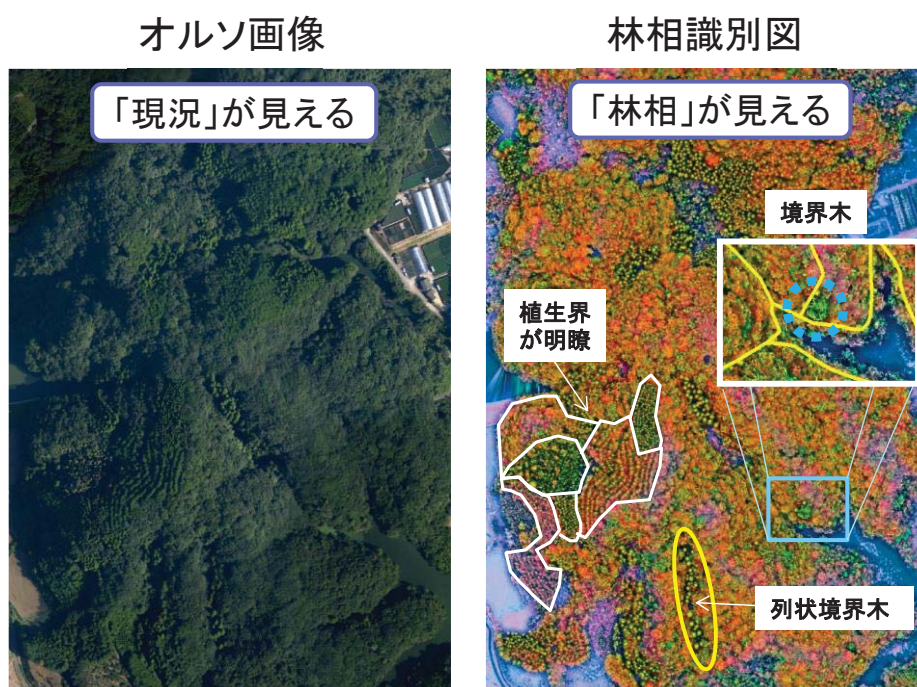 オルソ画像
林相識別図
「現況」が見える
「林相」が見える
境界木
植生界
が明瞭
列状境界木